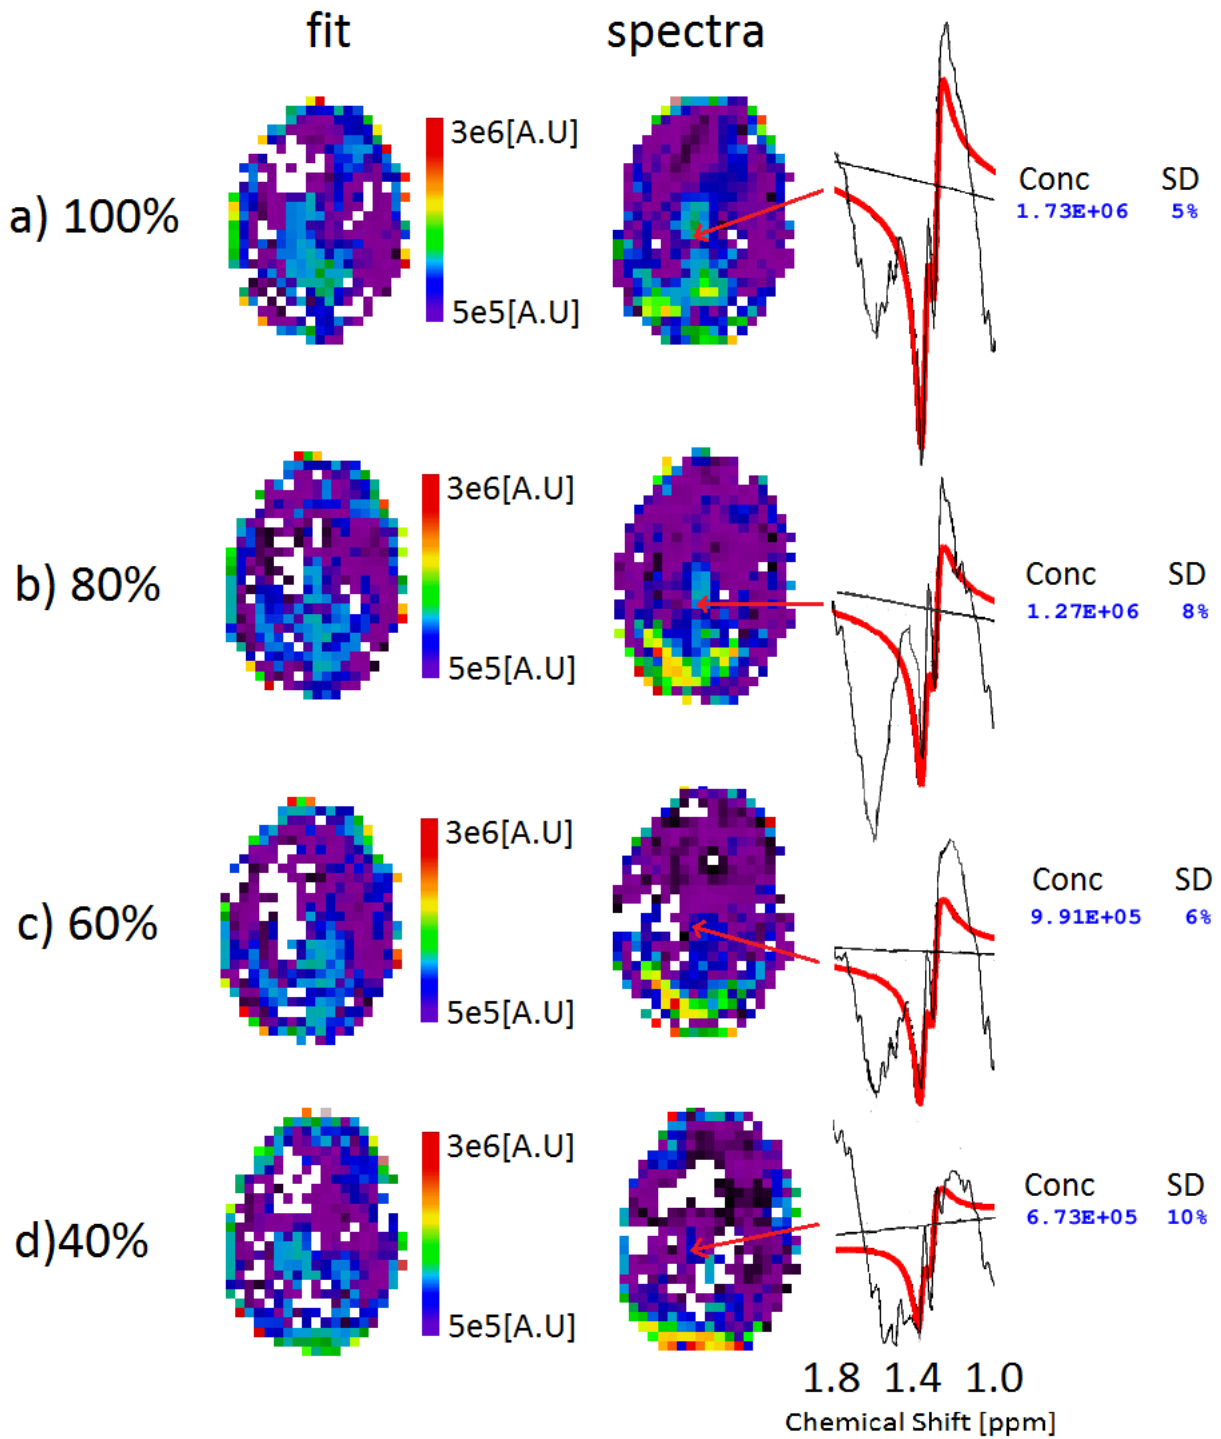 fit spectra
3e6[A.U]
Conc SD
a) 100%
1.73E+06 5%
5e5[A.U]
3e6[A.U]
Conc SD
b) 80%
1.27E+06 8%
5e5[A.U]
3e6[A.U]
Conc SD
c) 60%
9.91E+05 6%
5e5[A.U]
3e6[A.U]
Conc SD
d)40%
6.73E+05 10%
5e5[A.U]
1.8 1.4 1.0
Chemical Shift [ppm]